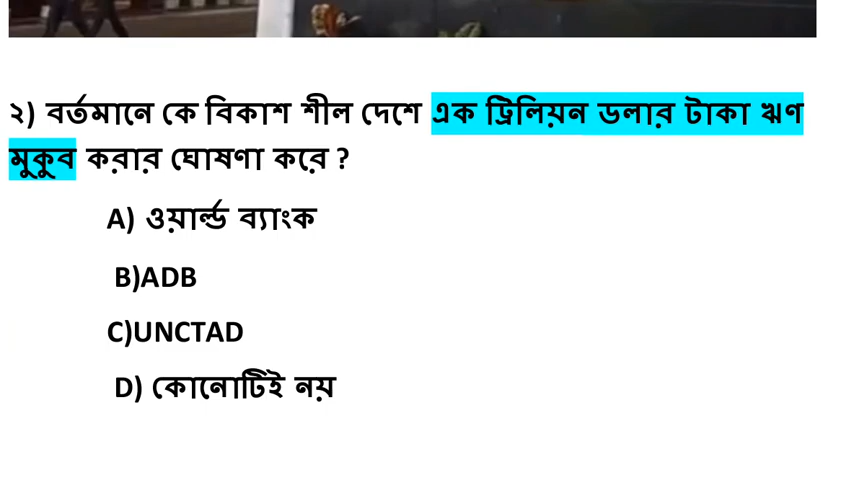 ২) বর্তমানে কে বিকাশ শীল দেশে এক ট্রিলিয়ন ডলার টাকা ঋণ
মুকুব করার ঘোষণা করে ?
A) ওয়ার্ল্ড ব্যাংক
B)ADB
C)UNCTAD
D) কোনোটিই নয়